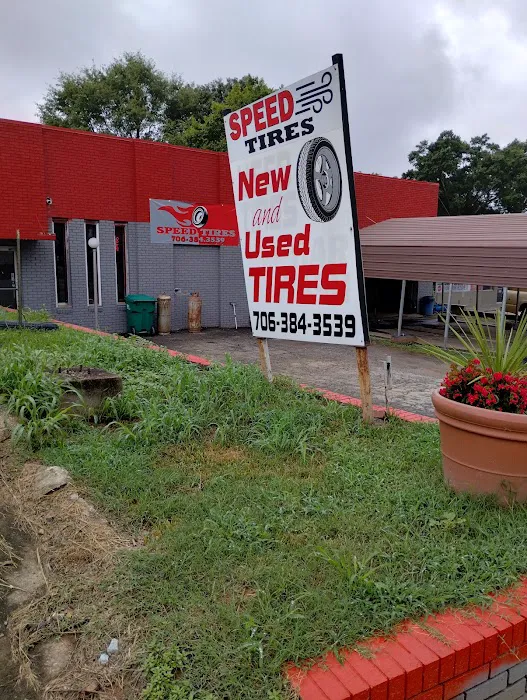 SPEED
TIRES
New
and
Used
TIRES
706-384-3539
SPEED TIRES
706-384-3539